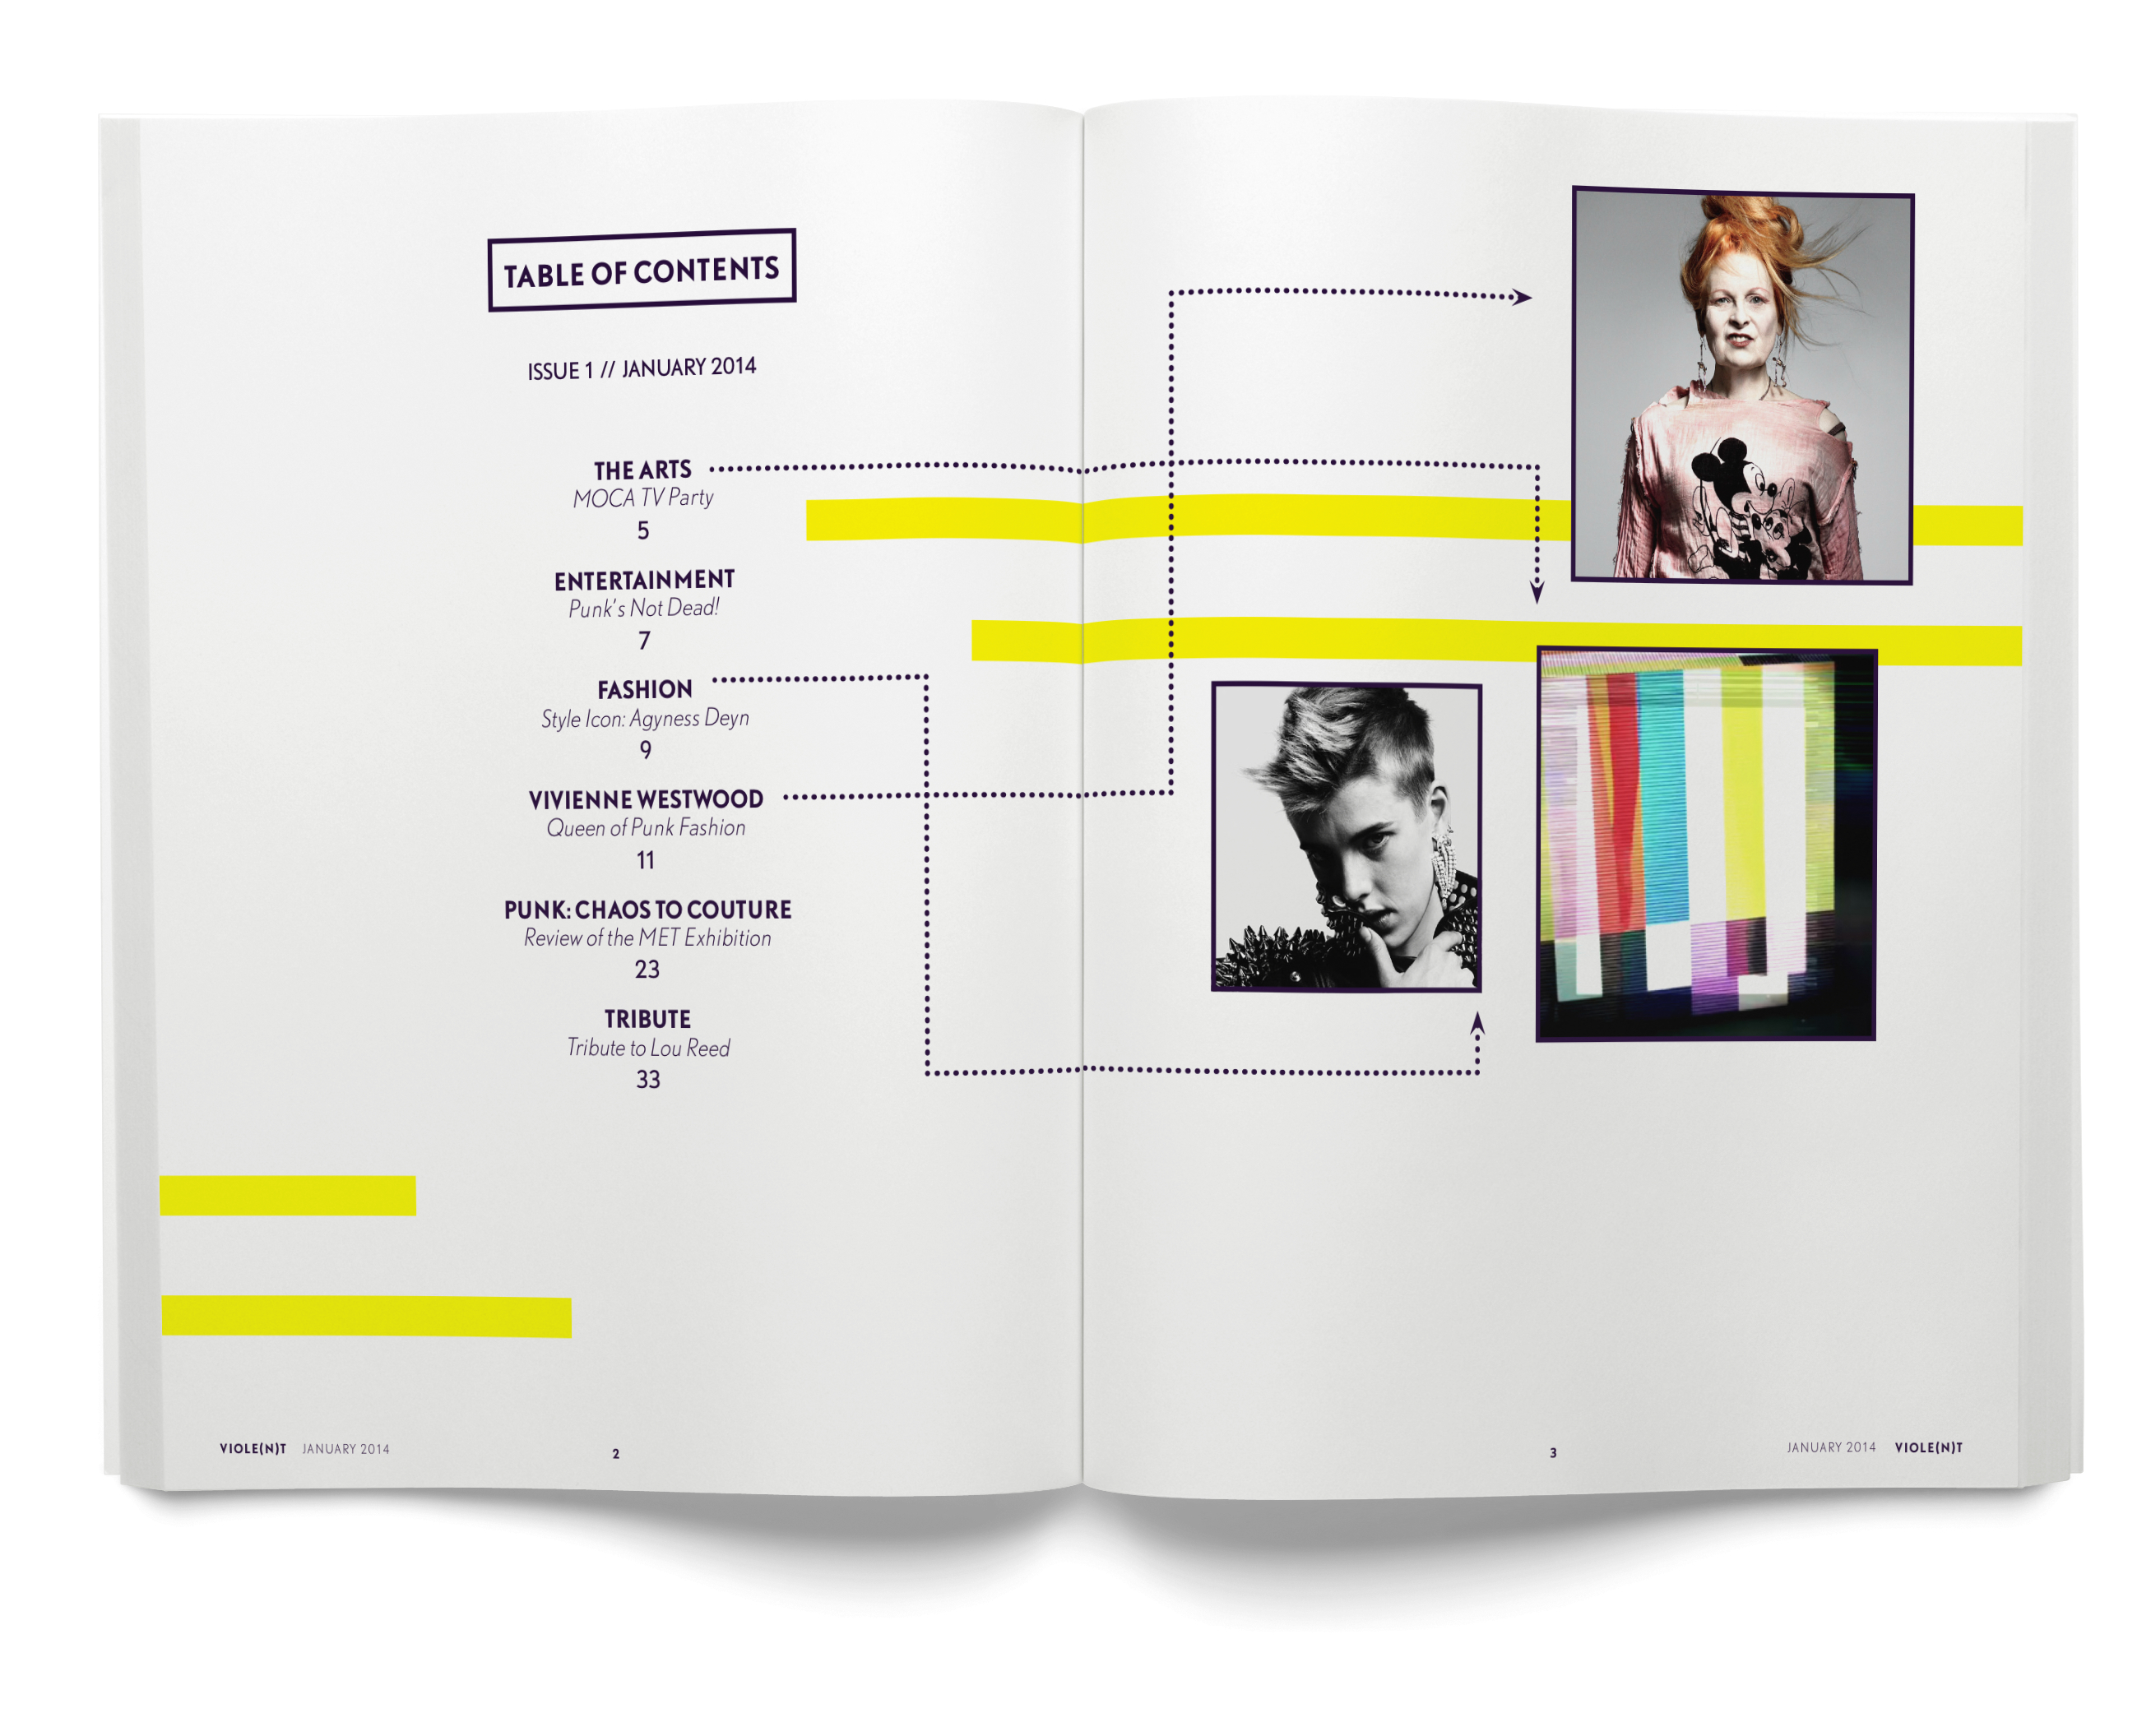 TABLE OF CONTENTS
ISSUE 1 // JANUARY 2014
THE ARTS
MOCA TV Party
5
ENTERTAINMENT
Punk's Not Dead!
7
FASHION
Style Icon: Agyness Deyn
9
VIVIENNE WESTWOOD
Queen of Punk Fashion
11
PUNK: CHAOS TO COUTURE
Review of the MET Exhibition
23
TRIBUTE
Tribute to Lou Reed
33
VIOLE(N)T JANUARY 2014
2
3
JANUARY 2014 VIOLE(N)T